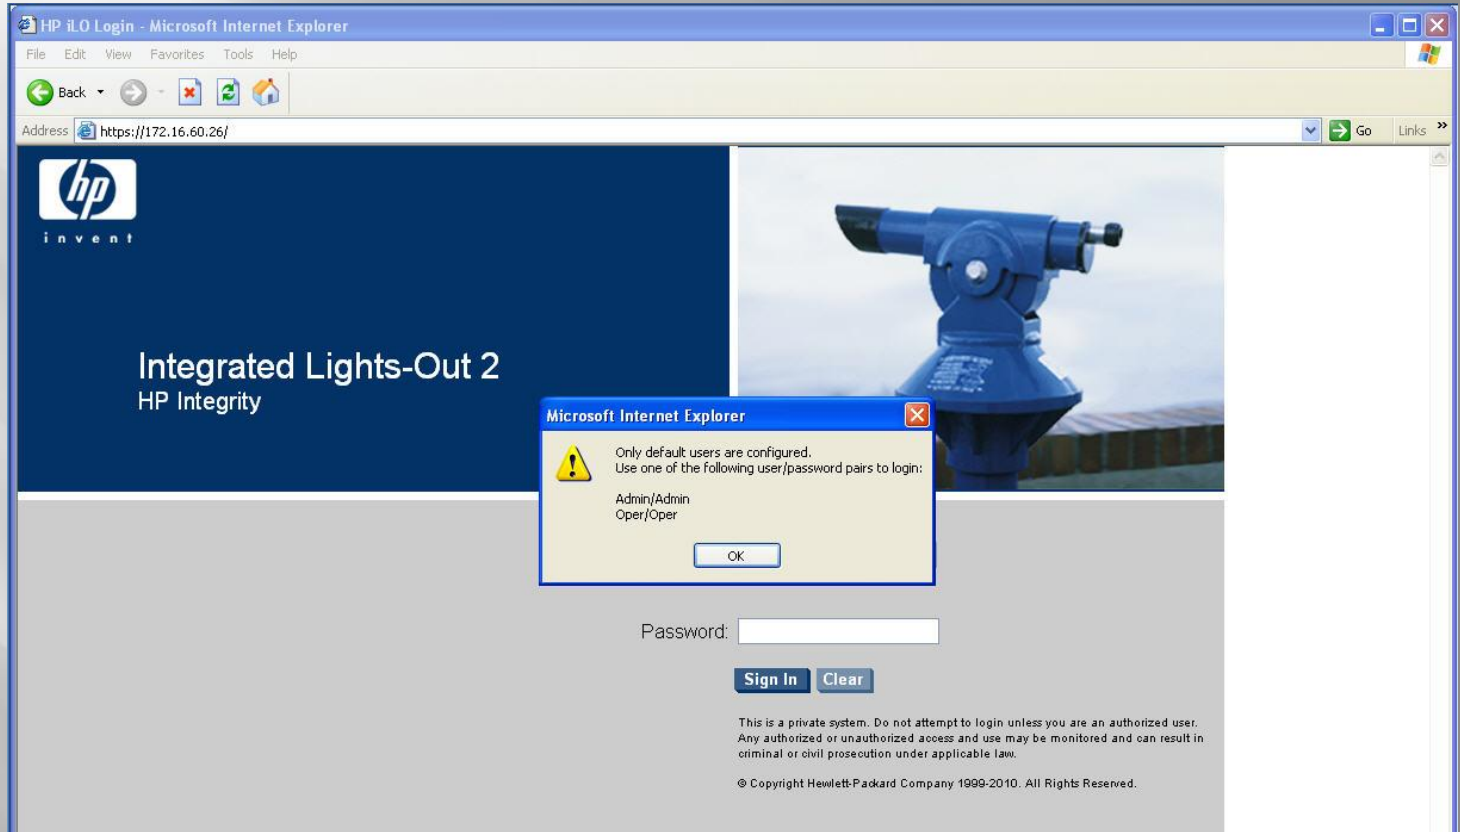 HP iLO Login - Microsoft Internet Explorer
File Edit View Favorites Tools Help
Back
Address https://172.16.60.26/ Go Links »
hp
invent
Integrated Lights-Out 2
HP Integrity
Microsoft Internet Explorer
Only default users are configured.
Use one of the following user/password pairs to login:
Admin/Admin
Oper/Oper
OK
Password:
Sign In Clear
This is a private system. Do not attempt to login unless you are an authorized user.
Any authorized or unauthorized access and use may be monitored and can result in
criminal or civil prosecution under applicable law.
© Copyright Hewlett-Packard Company 1999-2010. All Rights Reserved.